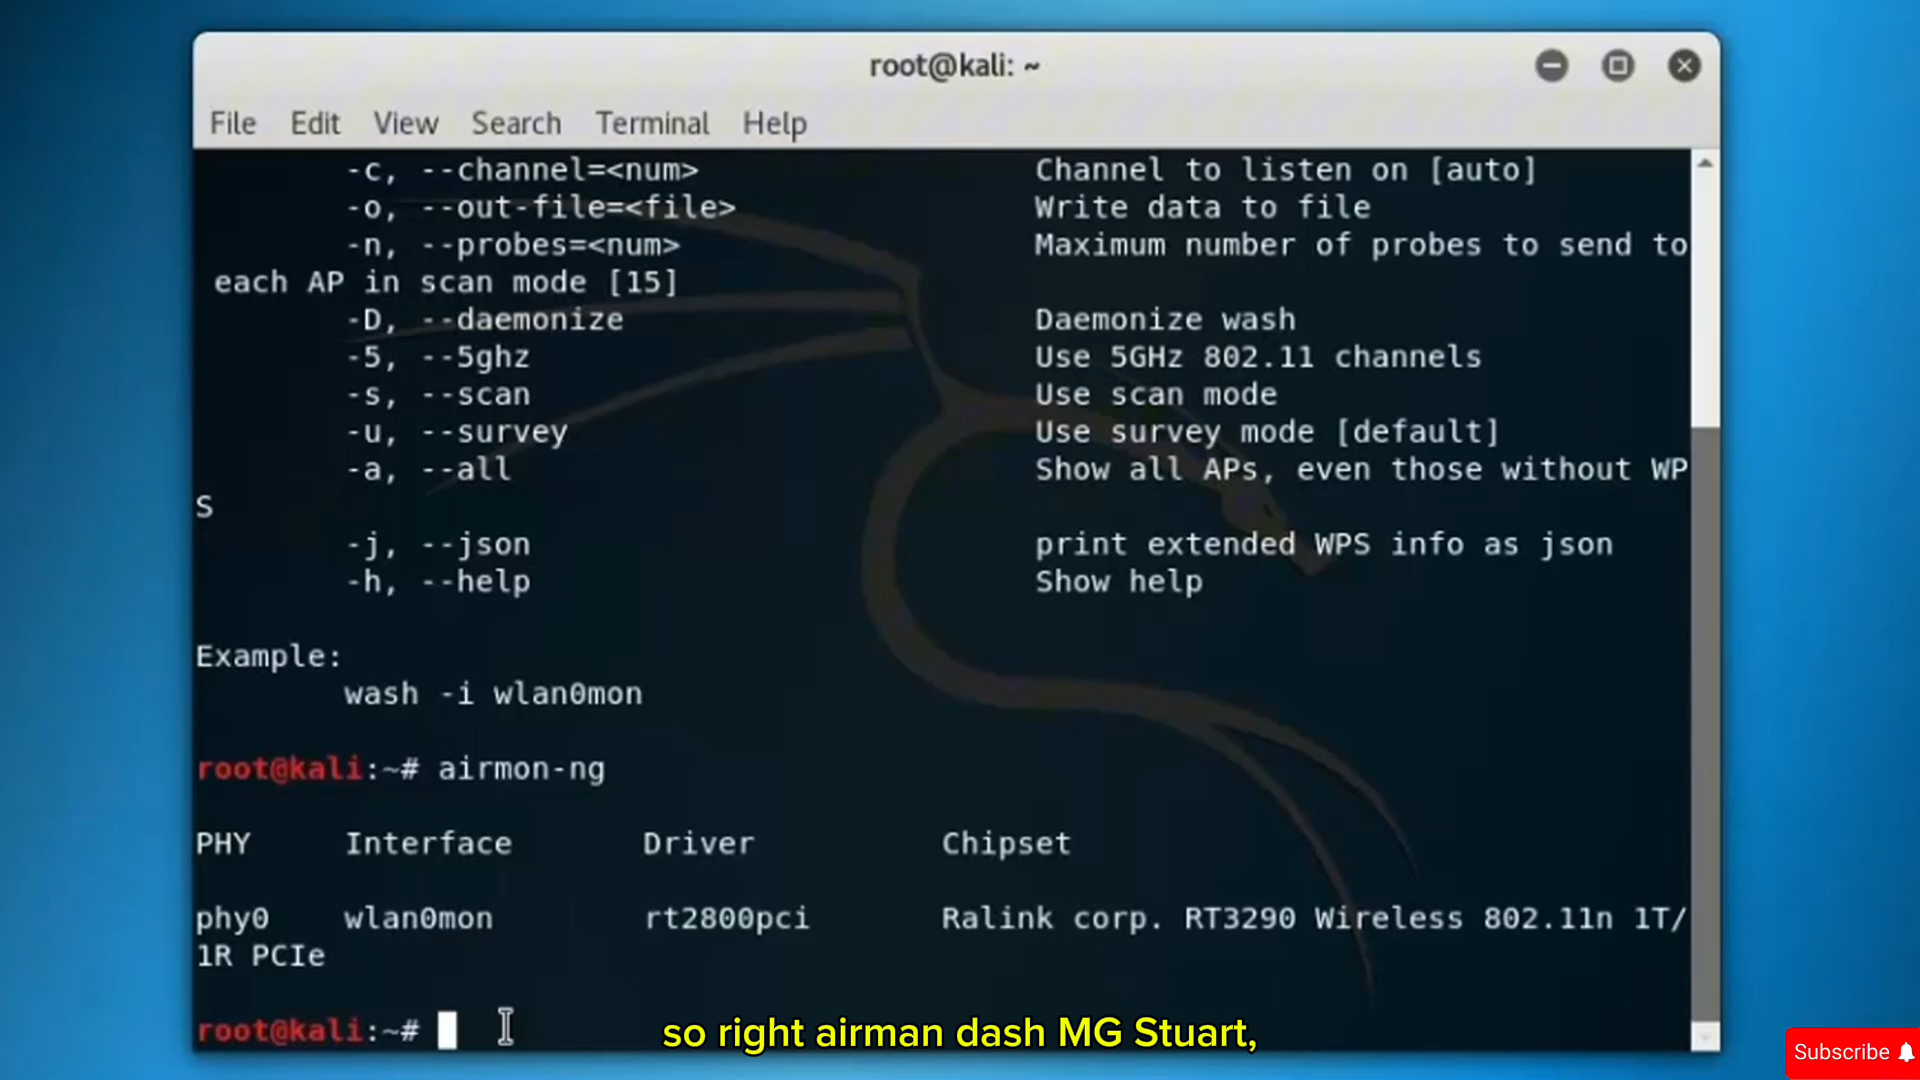 root@kali: ~
File Edit View Search Terminal Help
-c, --channel=<num> Channel to listen on [auto]
-o, --out-file=<file> Write data to file
-n, --probes=<num> Maximum number of probes to send to
each AP in scan mode [15]
-D, --daemonize Daemonize wash
-5, --5ghz Use 5GHz 802.11 channels
-s, --scan Use scan mode
-u, --survey Use survey mode [default]
-a, --all Show all APs, even those without WP
S
-j, --json print extended WPS info as json
-h, --help Show help
Example:
wash -i wlan0mon
root@kali:~# airmon-ng
PHY Interface Driver Chipset
phy0 wlan0mon rt2800pci Ralink corp. RT3290 Wireless 802.11n 1T/
1R PCIe
root@kali:~#
so right airman dash MG Stuart,
Subscribe